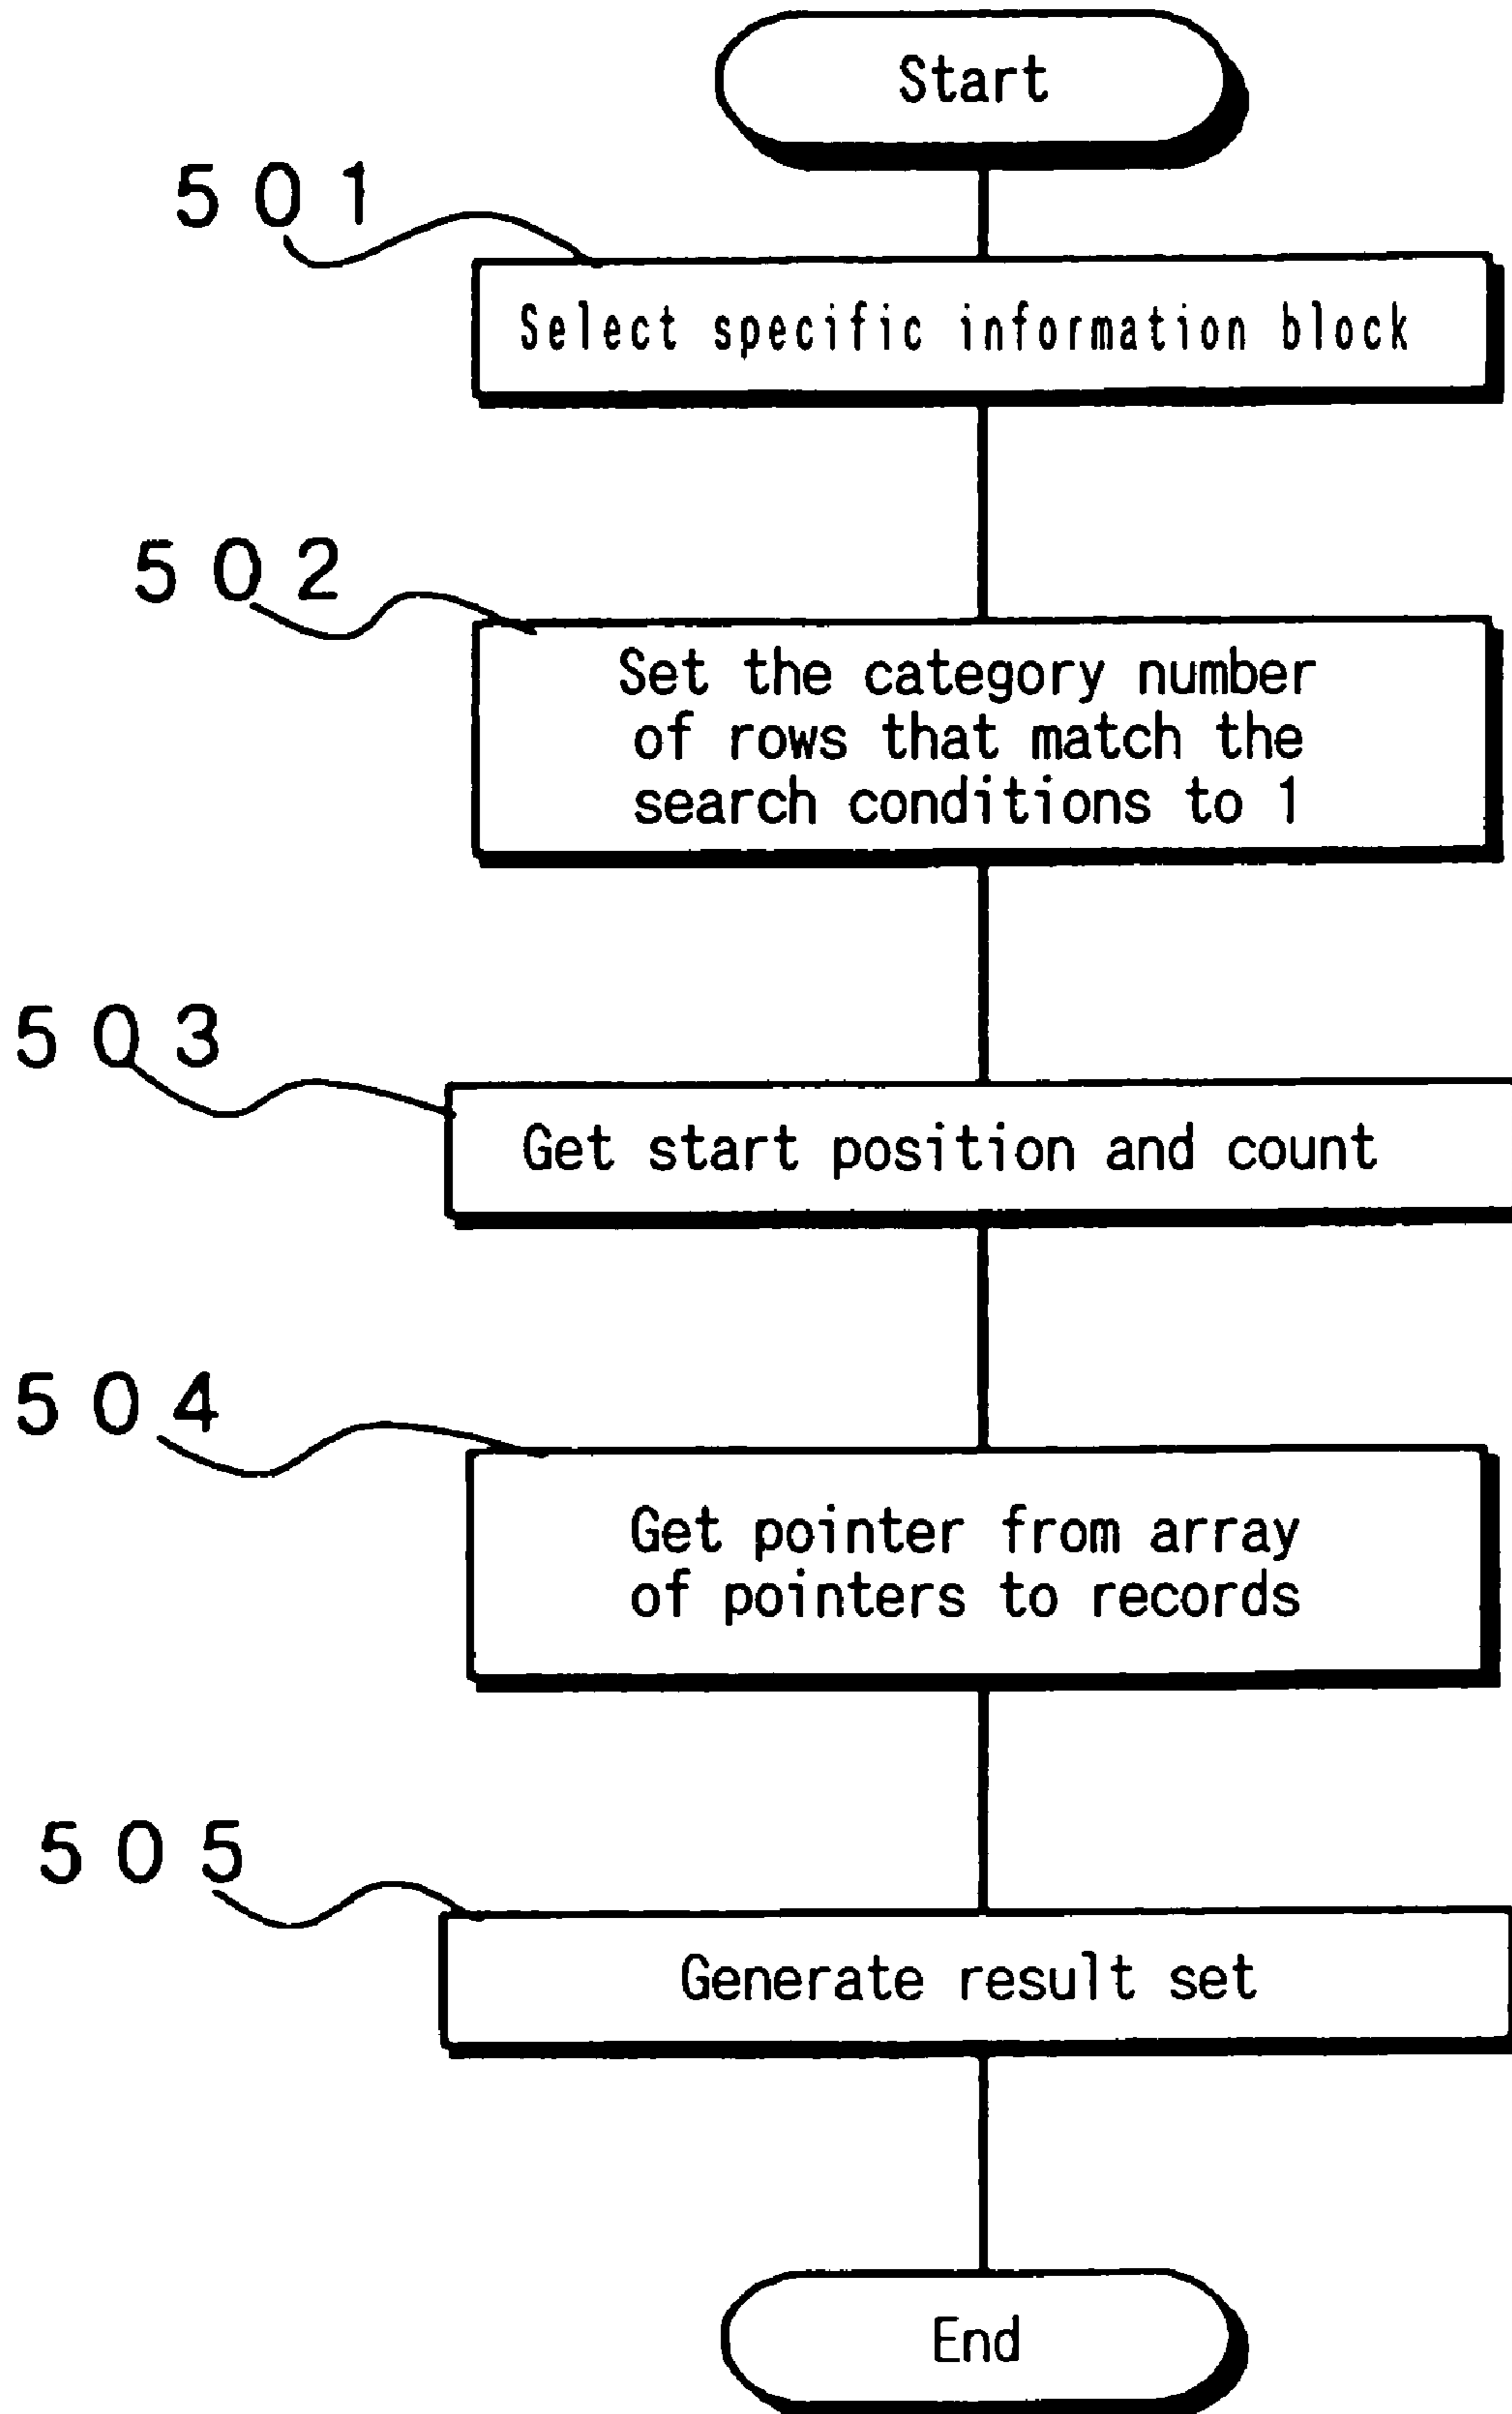 Start
501
Select specific information block
502
Set the category number
of rows that match the
search conditions to 1
503
Get start position and count
504
Get pointer from array
of pointers to records
505
Generate result set
End